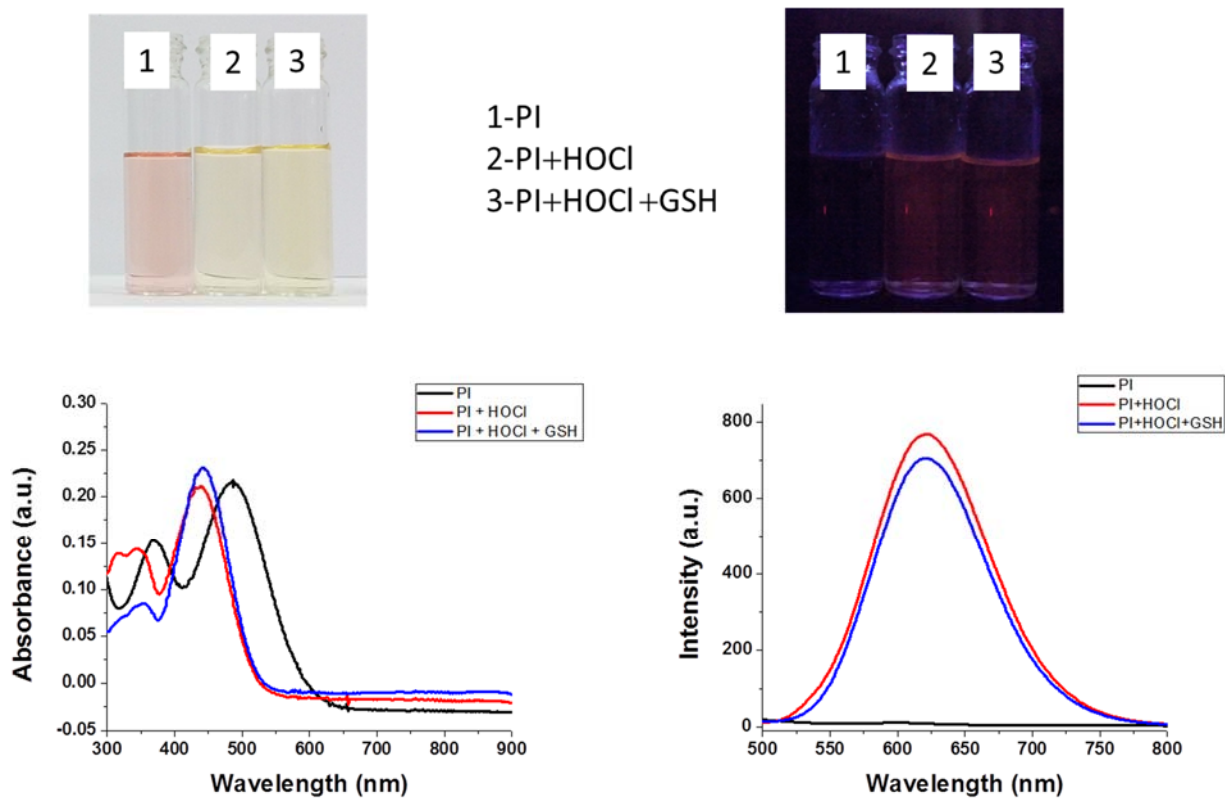 1 2 3
1-PI
2-PI+HOCl
3-PI+HOCl +GSH
1 2 3
PI
PI + HOCl
PI + HOCl + GSH
0.30
0.25
0.20
0.15
0.10
0.05
0.00
-0.05
Absorbance (a.u.)
300 400 500 600 700 800 900
Wavelength (nm)
PI
PI+HOCl
PI+HOCl+GSH
800
600
400
200
0
Intensity (a.u.)
500 550 600 650 700 750 800
Wavelength (nm)